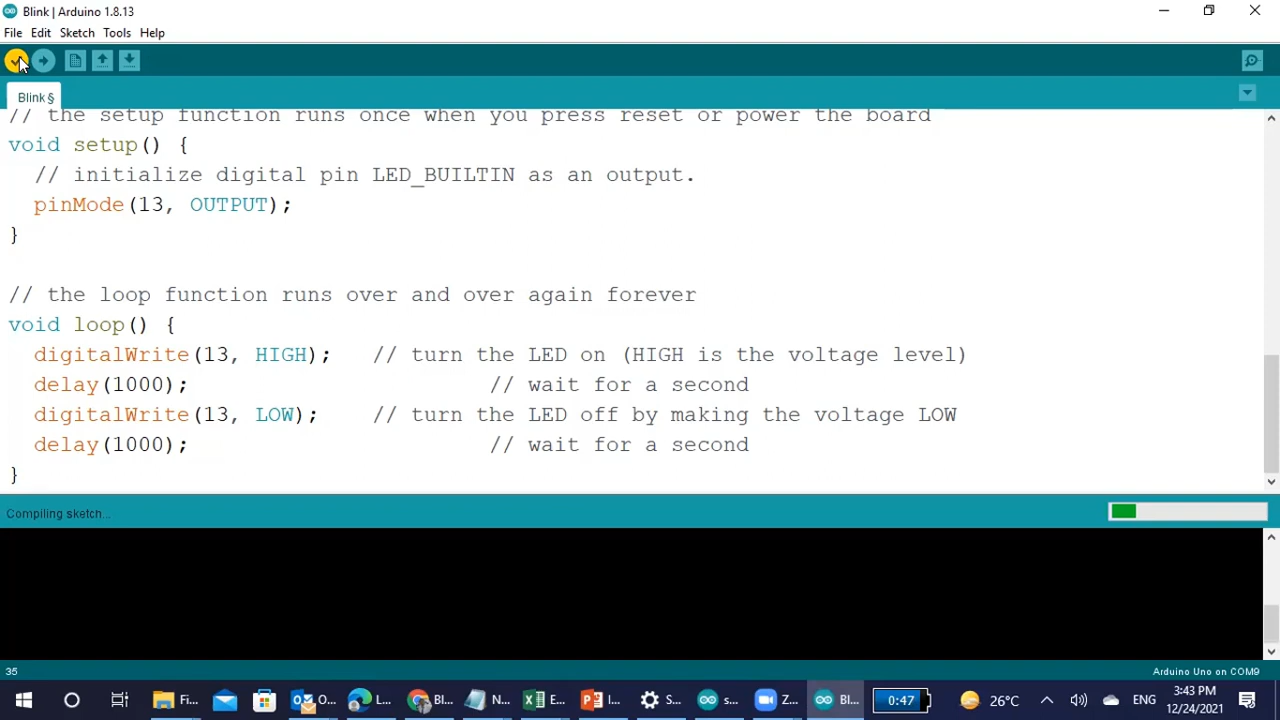 Blink | Arduino 1.8.13
File Edit Sketch Tools Help
Blink §
// the setup function runs once when you press reset or power the board
void setup() {
// initialize digital pin LED_BUILTIN as an output.
pinMode(13, OUTPUT);
}
// the loop function runs over and over again forever
void loop() {
digitalWrite(13, HIGH); // turn the LED on (HIGH is the voltage level)
delay(1000); // wait for a second
digitalWrite(13, LOW); // turn the LED off by making the voltage LOW
delay(1000); // wait for a second
}
Compiling sketch...
35 Arduino Uno on COM9
Fi... O... L... Bl... N... E... I... S... s... Z... Bl... 0:47 26°C ENG 3:43 PM
12/24/2021